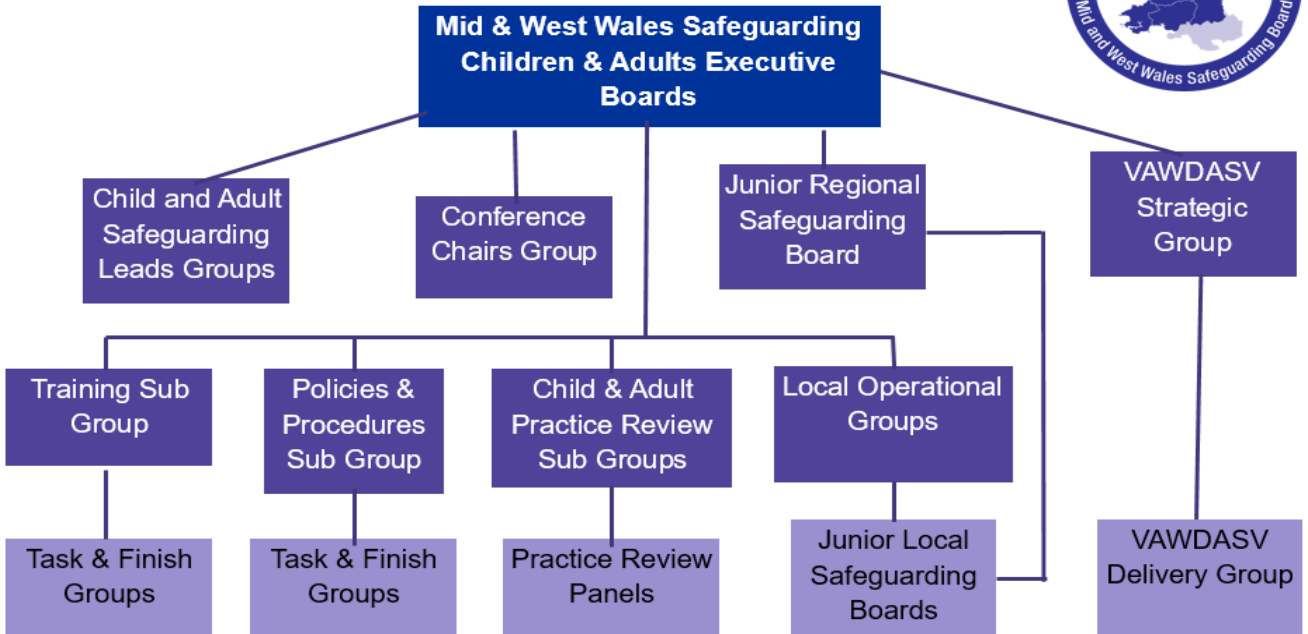 Mid & West Wales Safeguarding
Children & Adults Executive
Boards
Mid and West Wales Safeguarding Board
Child and Adult
Safeguarding
Leads Groups
Conference
Chairs Group
Junior Regional
Safeguarding
Board
VAWDASV
Strategic
Group
Training Sub
Group
Policies &
Procedures
Sub Group
Child & Adult
Practice Review
Sub Groups
Local Operational
Groups
Task & Finish
Groups
Task & Finish
Groups
Practice Review
Panels
Junior Local
Safeguarding
Boards
VAWDASV
Delivery Group